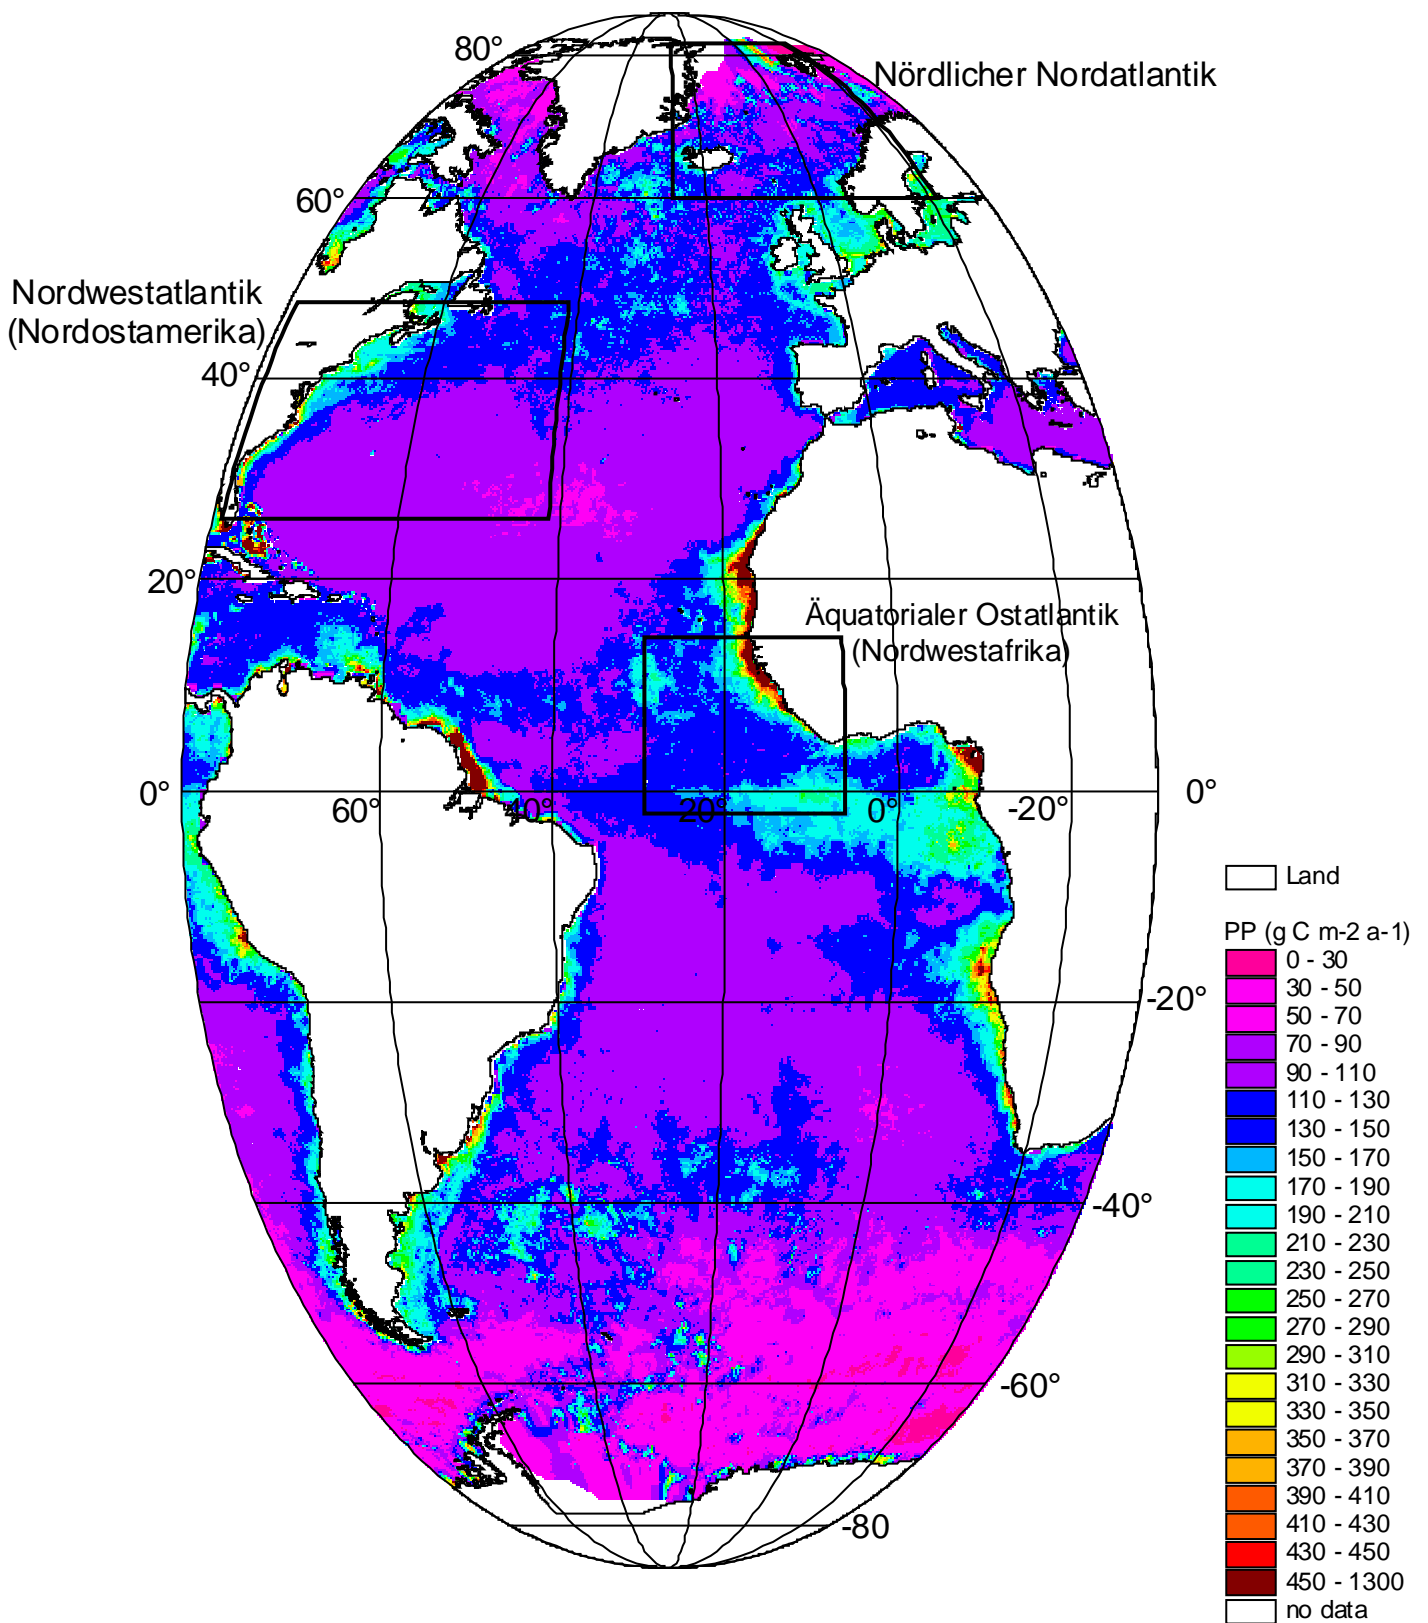 80°
Nördlicher Nordatlantik
60°
Nordwestatlantik
(Nordostamerika)
40°
20°
Äquatorialer Ostatlantik
(Nordwestafrika)
0°
60°
40°
20°
0°
-20°
0°
-20°
-40°
-60°
-80
Land
PP (g C m-2 a-1)
0 - 30
30 - 50
50 - 70
70 - 90
90 - 110
110 - 130
130 - 150
150 - 170
170 - 190
190 - 210
210 - 230
230 - 250
250 - 270
270 - 290
290 - 310
310 - 330
330 - 350
350 - 370
370 - 390
390 - 410
410 - 430
430 - 450
450 - 1300
no data